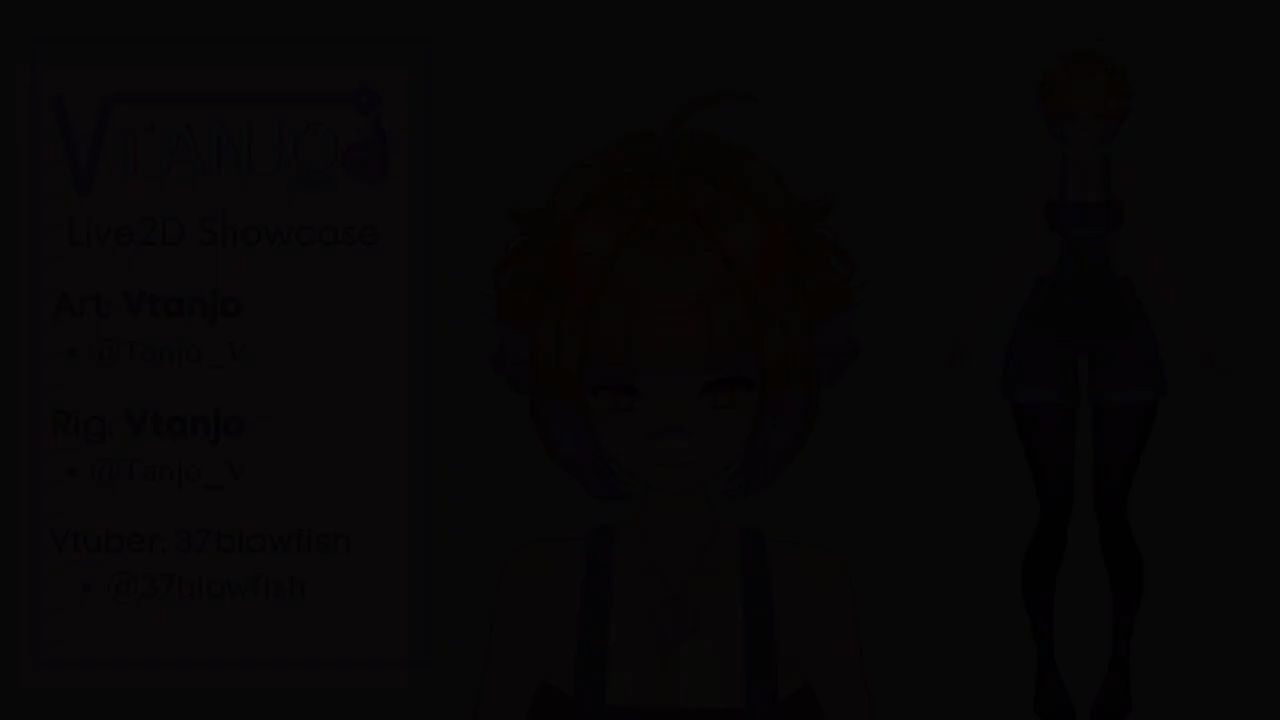 VTANJO
Live2D Showcase
Art: Vtanjo
• @Tanjo_V
Rig: Vtanjo
• @Tanjo_V
Vtuber: 37blowfish
• @37blowfish